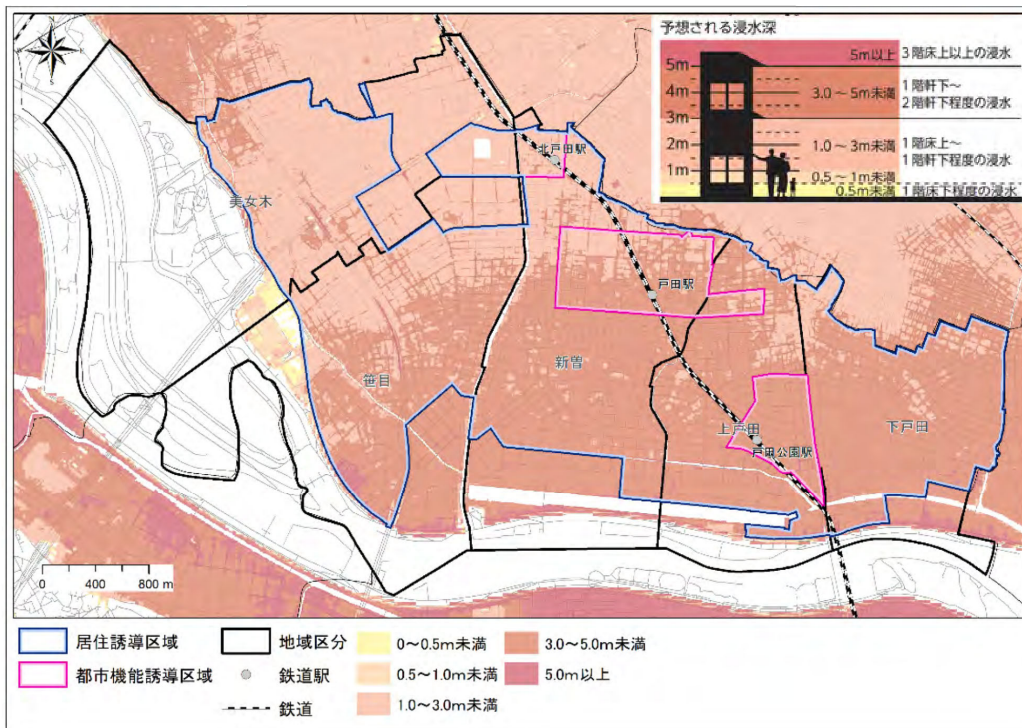 予想される浸水深
5m以上 3階床上以上の浸水
5m
4m 3.0～5m未満 1階軒下～
2階軒下程度の浸水
3m
2m 1.0～3m未満 1階床上～
1階軒下程度の浸水
1m
0.5～1m未満
0.5m未満 1階床下程度の浸水
北戸田駅
美女木
戸田駅
新曽
笹目
上戸田
下戸田
戸田公園駅
0 400 800 m
居住誘導区域 地域区分 0～0.5m未満 3.0～5.0m未満
都市機能誘導区域 鉄道駅 0.5～1.0m未満 5.0m以上
鉄道 1.0～3.0m未満